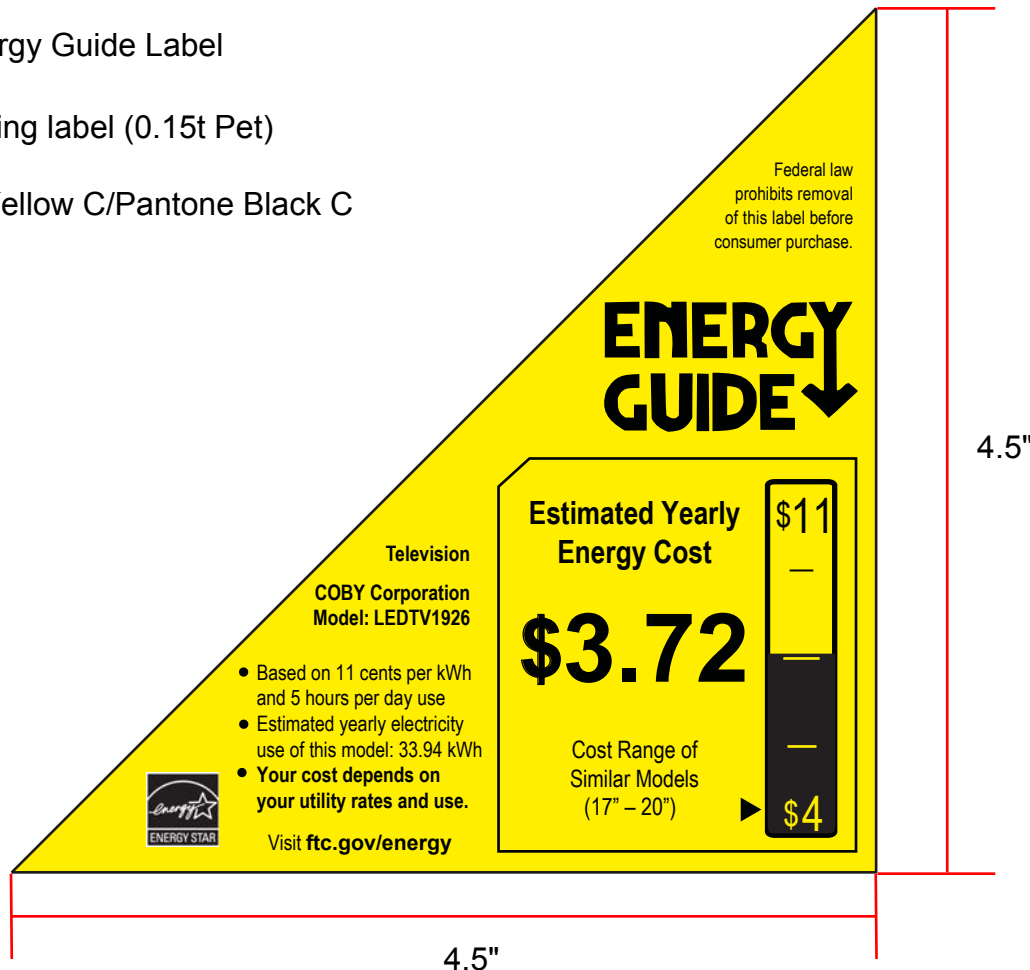 rgy Guide Label
ing label (0.15t Pet)
ellow C/Pantone Black C
Federal law
prohibits removal
of this label before
consumer purchase.
ENERGY
GUIDE
4.5"
Estimated Yearly
Energy Cost
$11
$3.72
Television
COBY Corporation
Model: LEDTV1926
• Based on 11 cents per kWh
and 5 hours per day use
• Estimated yearly electricity
use of this model: 33.94 kWh
• Your cost depends on
your utility rates and use.
Visit ftc.gov/energy
Cost Range of
Similar Models
(17” – 20”)
$4
energy
ENERGY STAR
4.5"